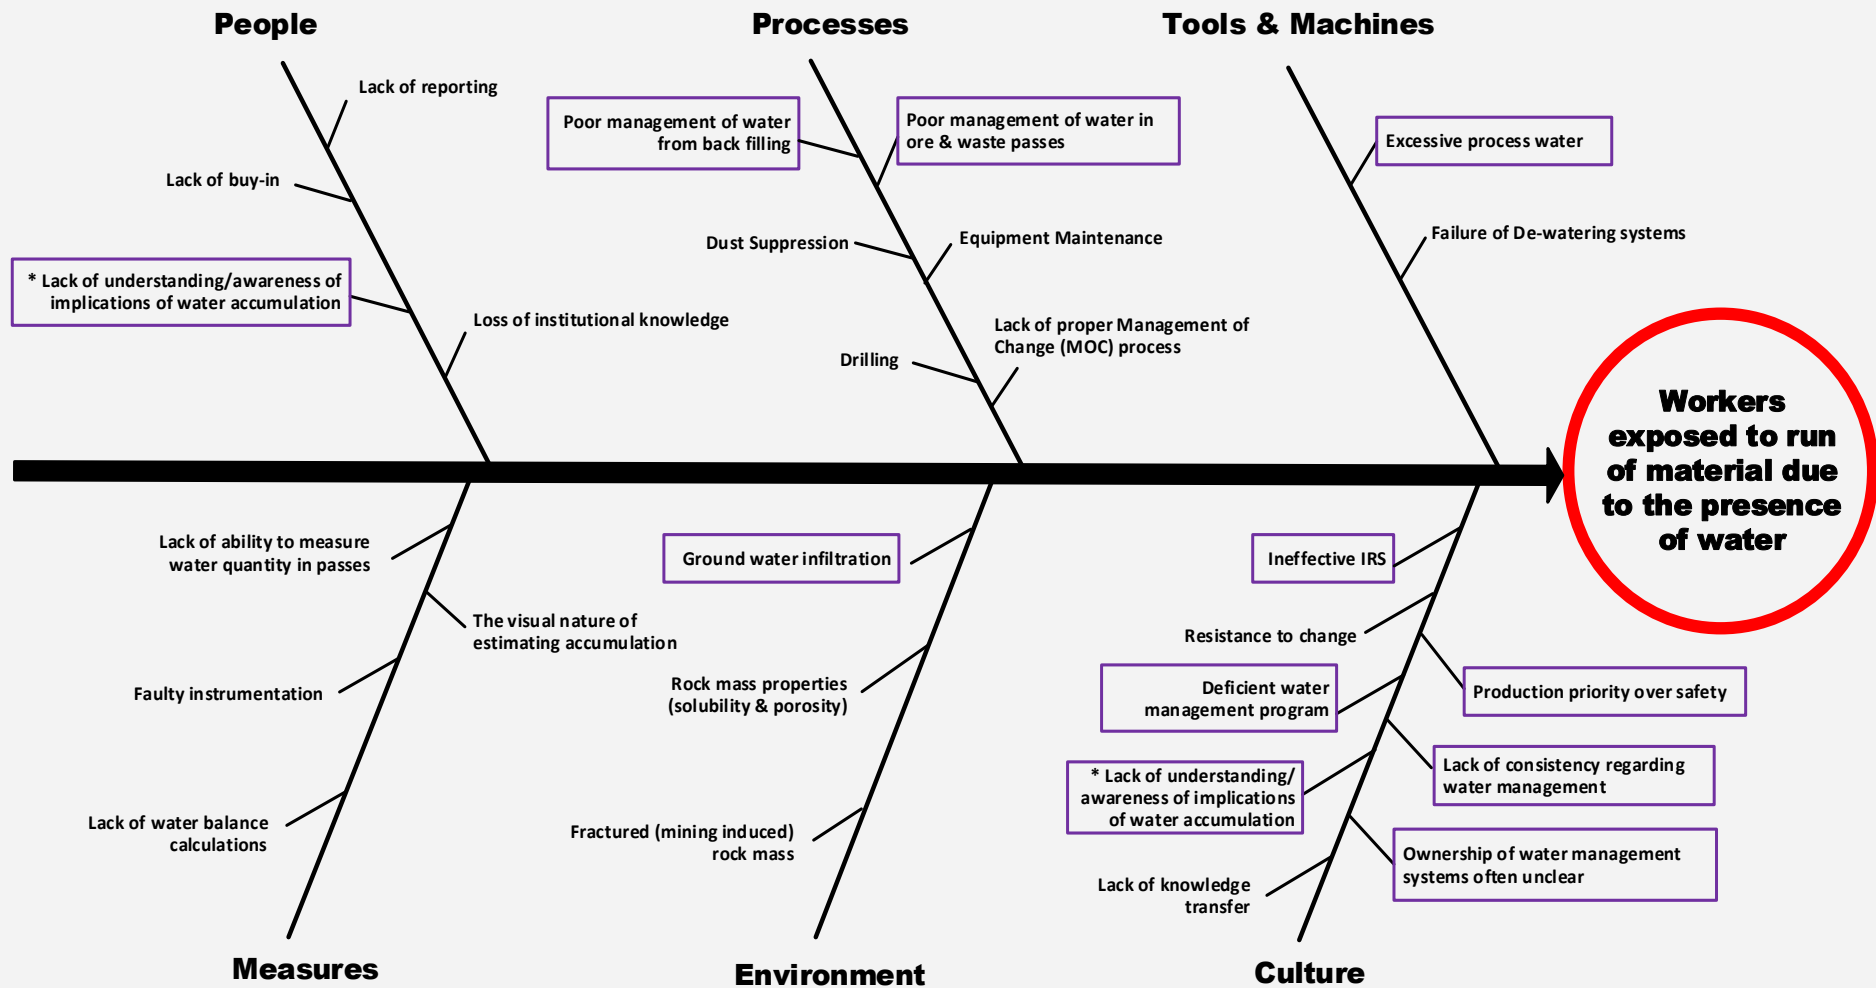 People
Processes
Tools & Machines
Lack of reporting
Lack of buy-in
* Lack of understanding/awareness of
implications of water accumulation
Loss of institutional knowledge
Poor management of water
from back filling
Poor management of water in
ore & waste passes
Dust Suppression
Equipment Maintenance
Drilling
Lack of proper Management of
Change (MOC) process
Excessive process water
Failure of De-watering systems
Workers
exposed to run
of material due
to the presence
of water
Lack of ability to measure
water quantity in passes
The visual nature of
estimating accumulation
Faulty instrumentation
Lack of water balance
calculations
Ground water infiltration
Rock mass properties
(solubility & porosity)
Fractured (mining induced)
rock mass
Ineffective IRS
Resistance to change
Production priority over safety
Deficient water
management program
Lack of consistency regarding
water management
* Lack of understanding/
awareness of implications
of water accumulation
Ownership of water management
systems often unclear
Lack of knowledge
transfer
Measures
Environment
Culture